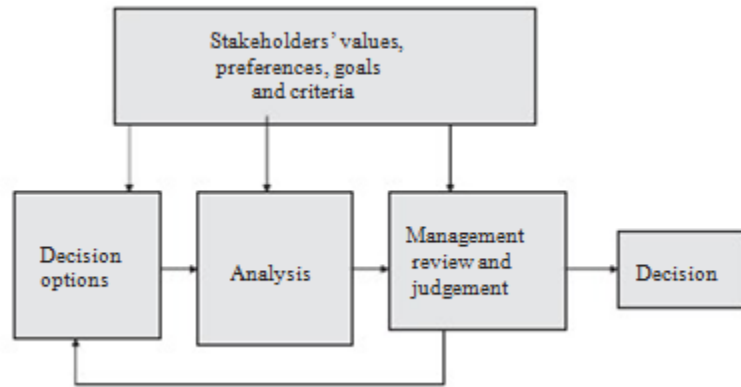 Stakeholders’ values,
preferences, goals
and criteria
Decision
options
Analysis
Management
review and
judgement
Decision